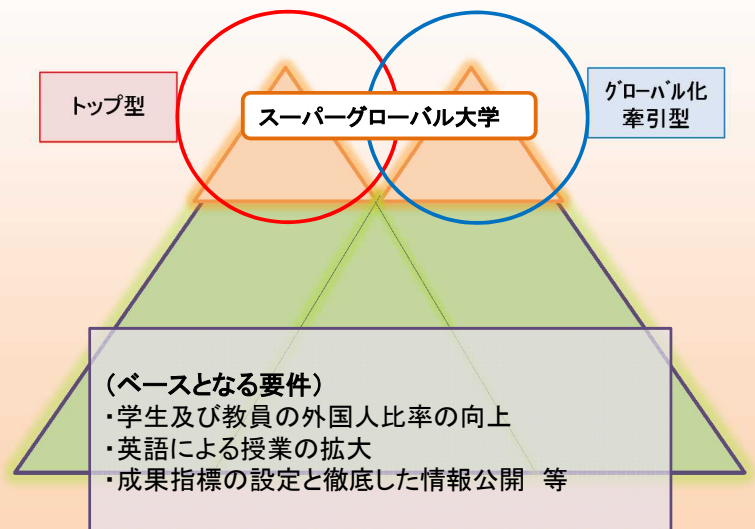 トップ型
スーパーグローバル大学
グローバル化
牽引型
(ベースとなる要件)
・学生及び教員の外国人比率の向上
・英語による授業の拡大
・成果指標の設定と徹底した情報公開　等